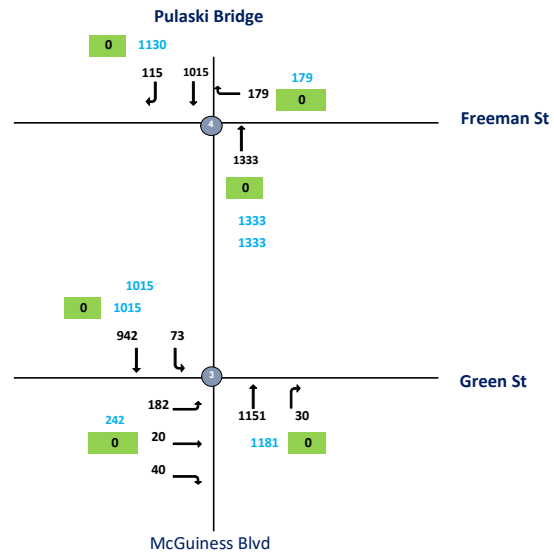 Pulaski Bridge
0 1130
115 1015 179
179 0
4
Freeman St
1333
0
1333
1333
1015
0 1015
942 73
3
Green St
182 1151 30
242
0 20 1181 0
40
McGuiness Blvd